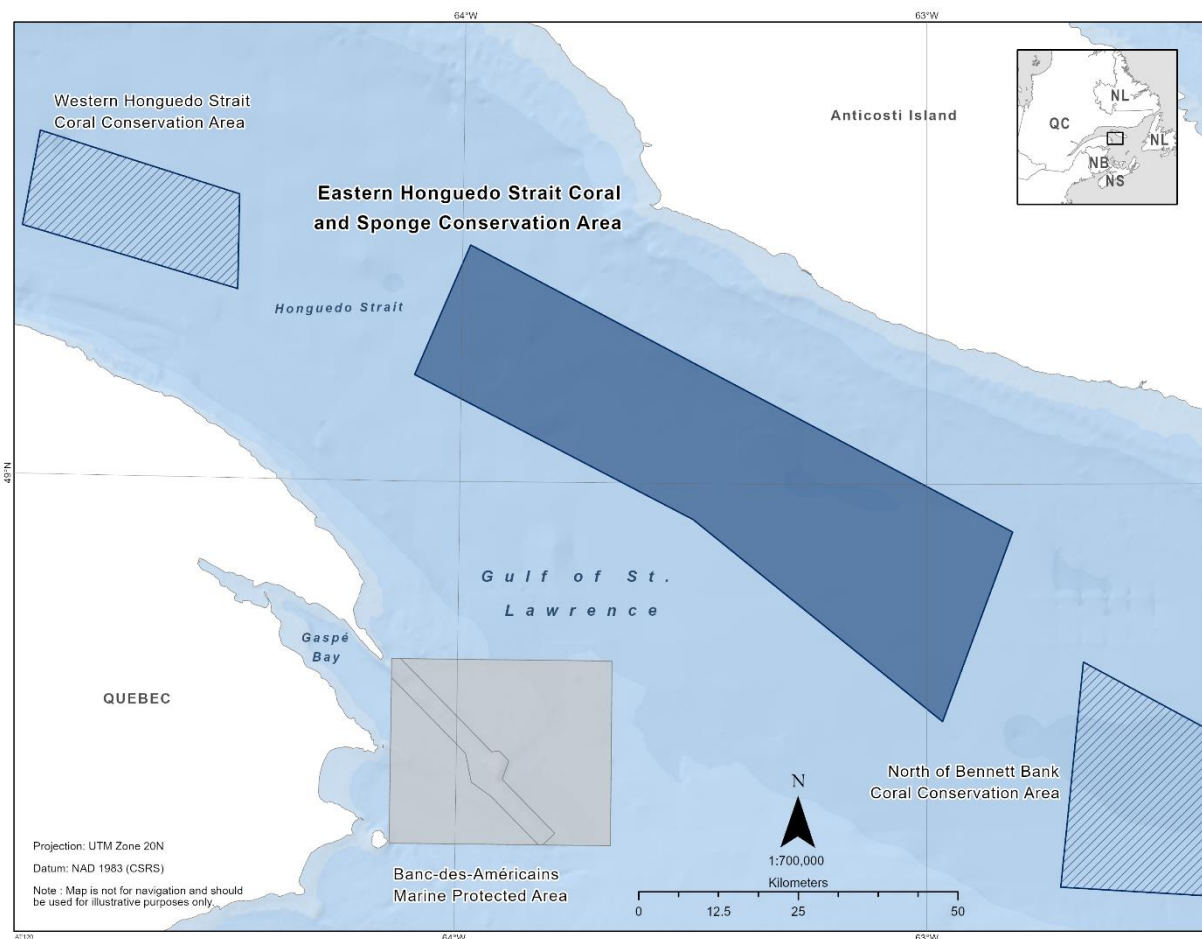 64°W
63°W
Western Honguedo Strait
Coral Conservation Area
Anticosti Island
NL
QC
NL
NB
NS
Eastern Honguedo Strait Coral
and Sponge Conservation Area
Honguedo Strait
49°N
Gulf of St.
Lawrence
Gaspé
Bay
QUEBEC
North of Bennett Bank
Coral Conservation Area
N
1:700,000
Kilometers
0 12.5 25 50
Projection: UTM Zone 20N
Datum: NAD 1983 (CSRS)
Note : Map is not for navigation and should
be used for illustrative purposes only.
Banc-des-Américains
Marine Protected Area
AT120
64°W
63°W